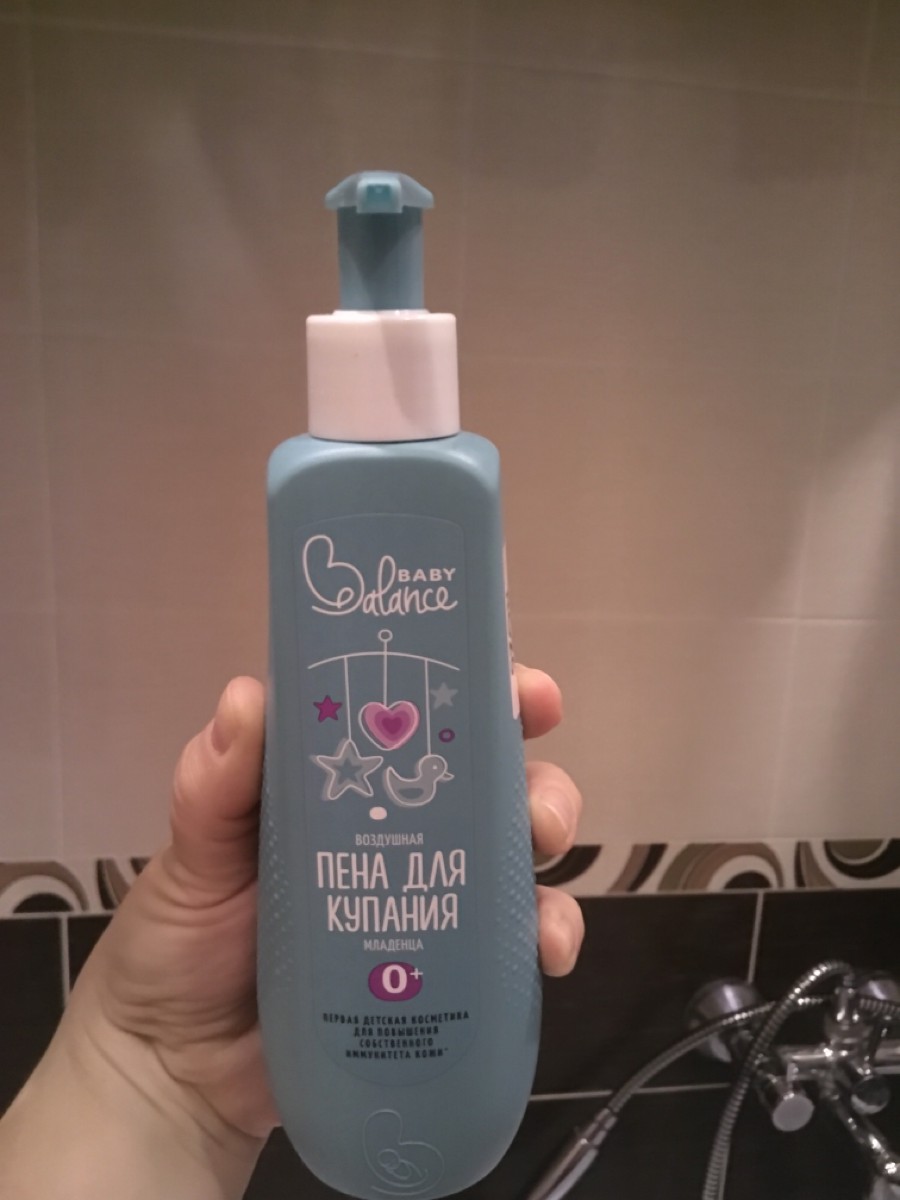 BABY
Balance
ВОЗДУШНАЯ
ПЕНА ДЛЯ
КУПАНИЯ
МЛАДЕНЦА
0+
ПЕРВАЯ ДЕТСКАЯ КОСМЕТИКА
ДЛЯ ПОВЫШЕНИЯ
СОБСТВЕННОГО
ИММУНИТЕТА КОЖИ*